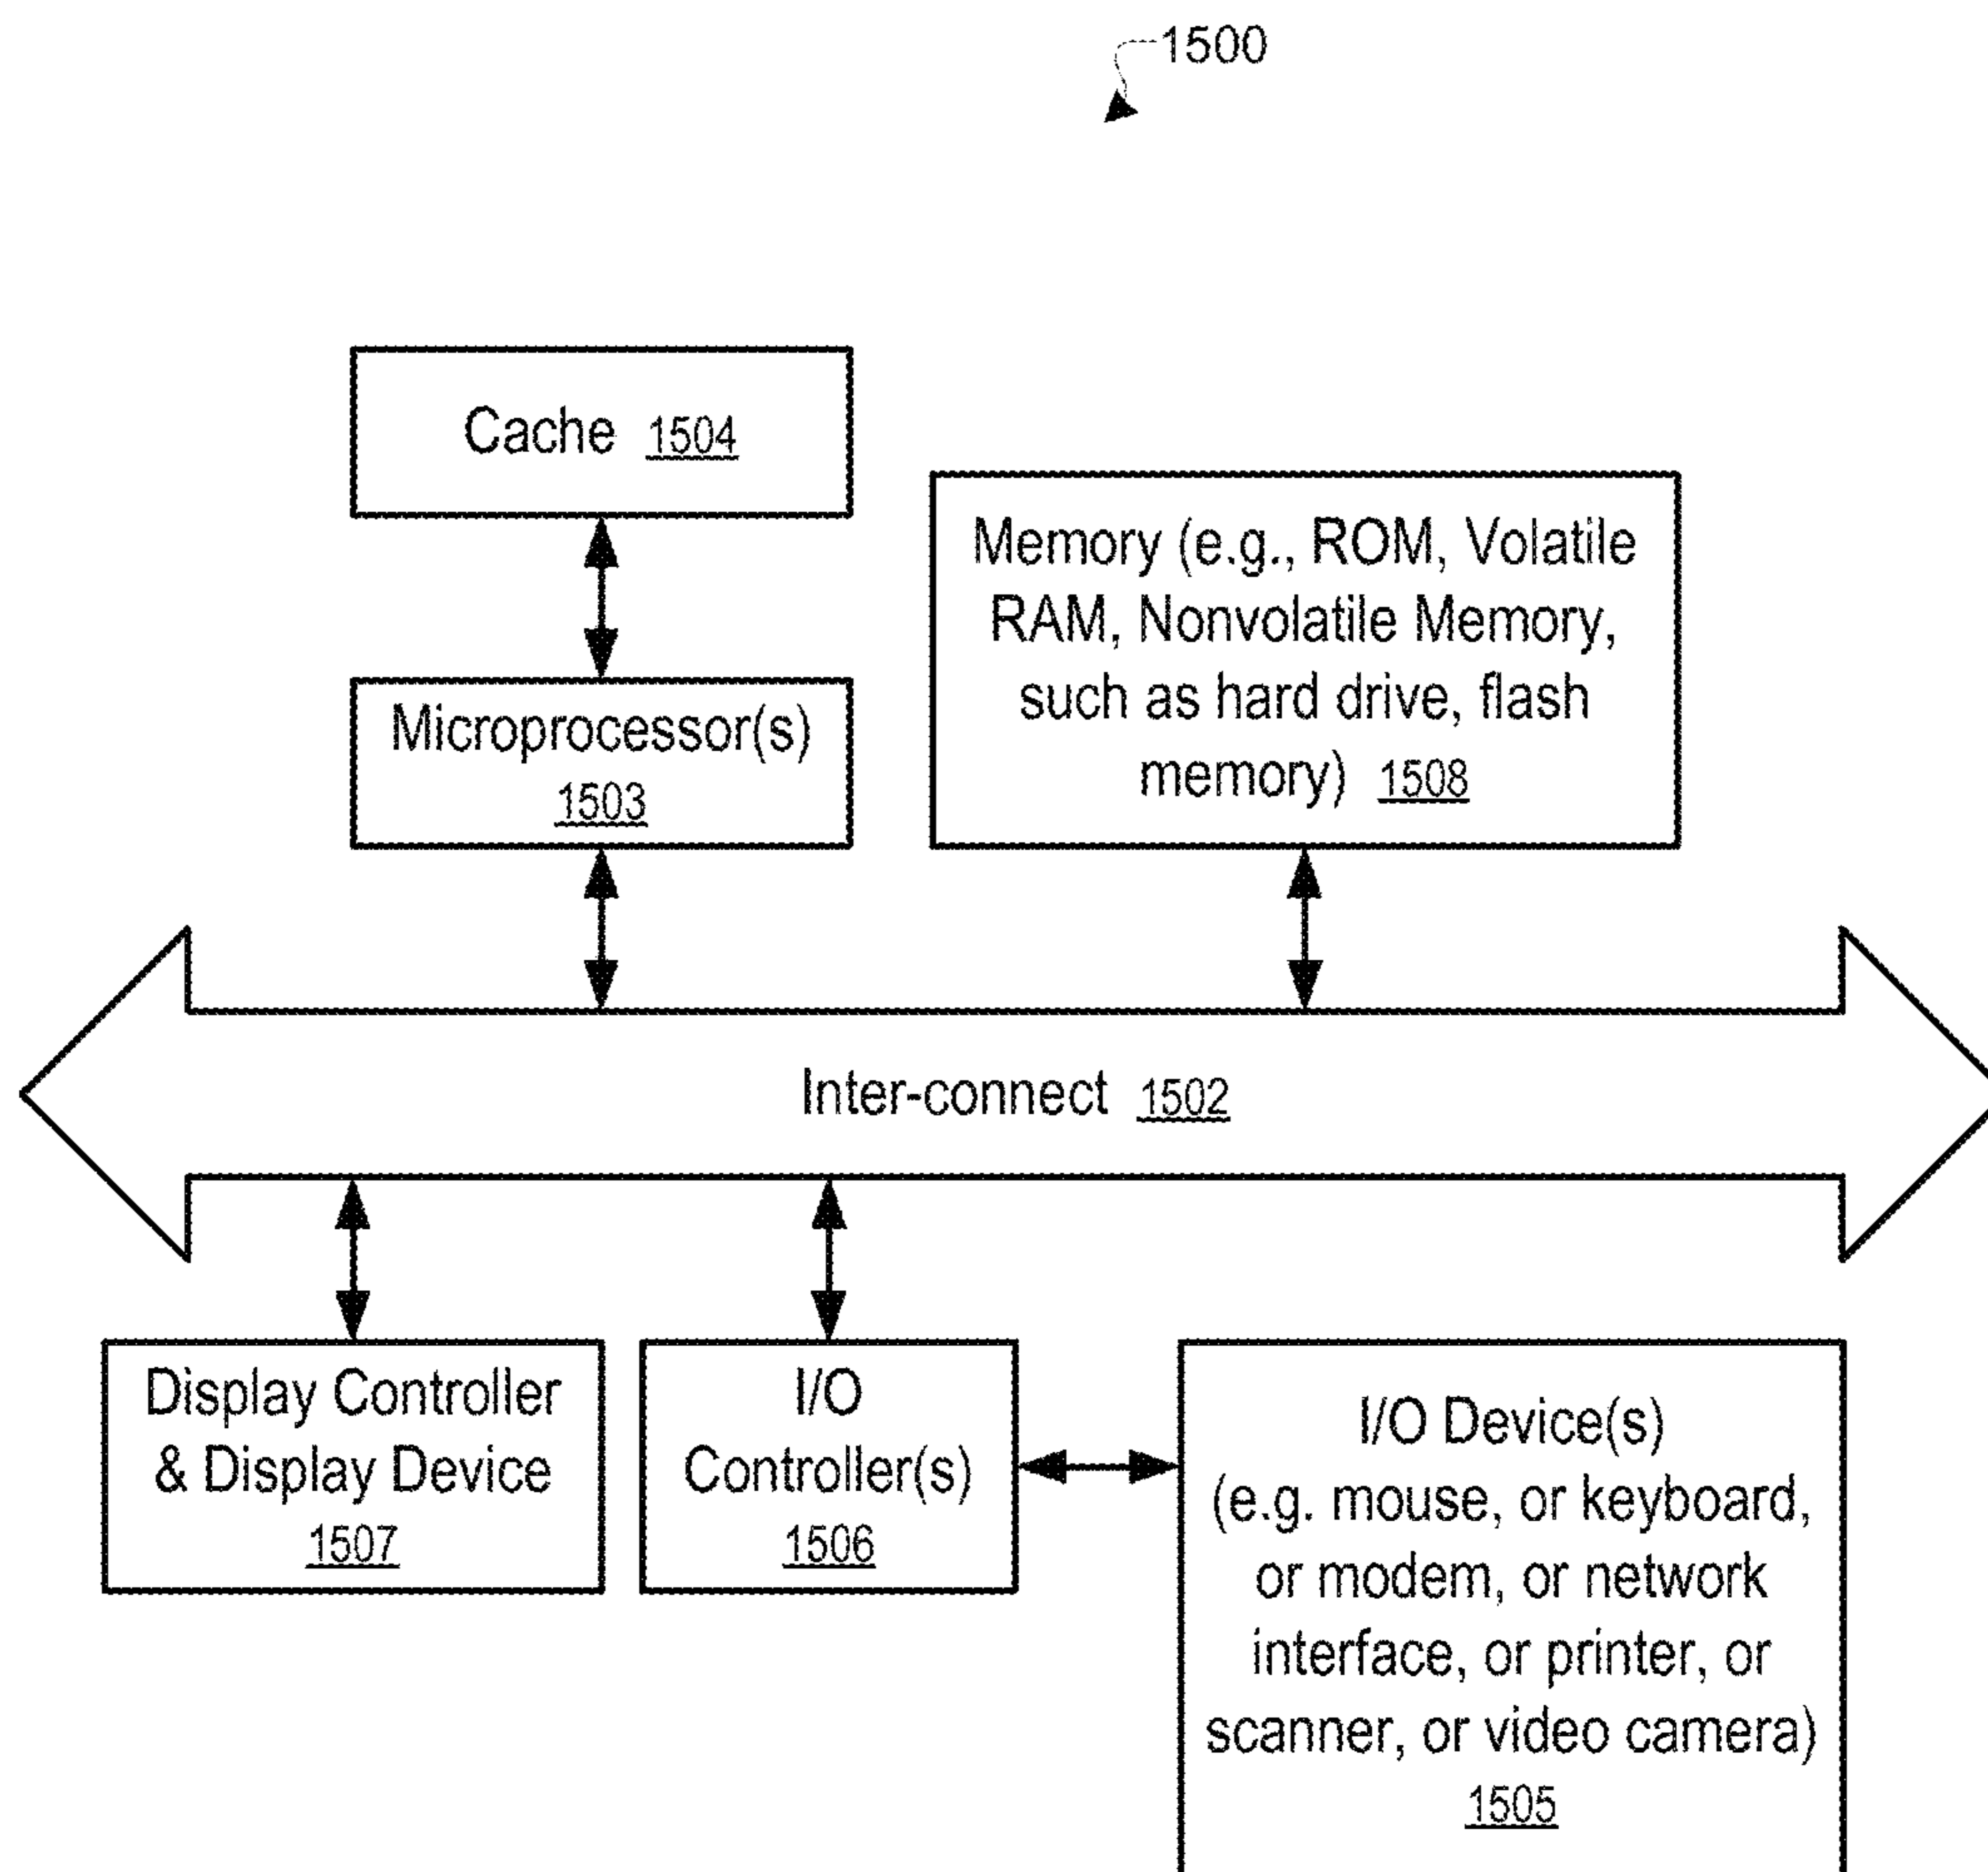 1500
Cache 1504
Microprocessor(s)
1503
Memory (e.g., ROM, Volatile
RAM, Nonvolatile Memory,
such as hard drive, flash
memory) 1508
Inter-connect 1502
Display Controller
& Display Device
1507
I/O
Controller(s)
1506
I/O Device(s)
(e.g. mouse, or keyboard,
or modem, or network
interface, or printer, or
scanner, or video camera)
1505